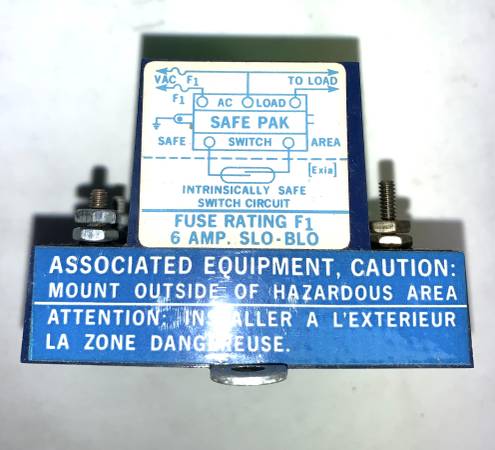 VAC F1 TO LOAD
F1 AC LOAD
SAFE PAK
SAFE SWITCH AREA
[Exia]
INTRINSICALLY SAFE
SWITCH CIRCUIT
FUSE RATING F1
6 AMP. SLO-BLO
ASSOCIATED EQUIPMENT, CAUTION:
MOUNT OUTSIDE OF HAZARDOUS AREA
ATTENTION: INSTALLER A L'EXTERIEUR
LA ZONE DANGEREUSE.